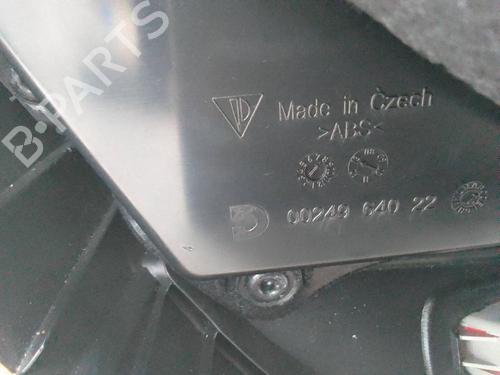 B-PARTS
Made in Czech
>ABS<
00249 640 22